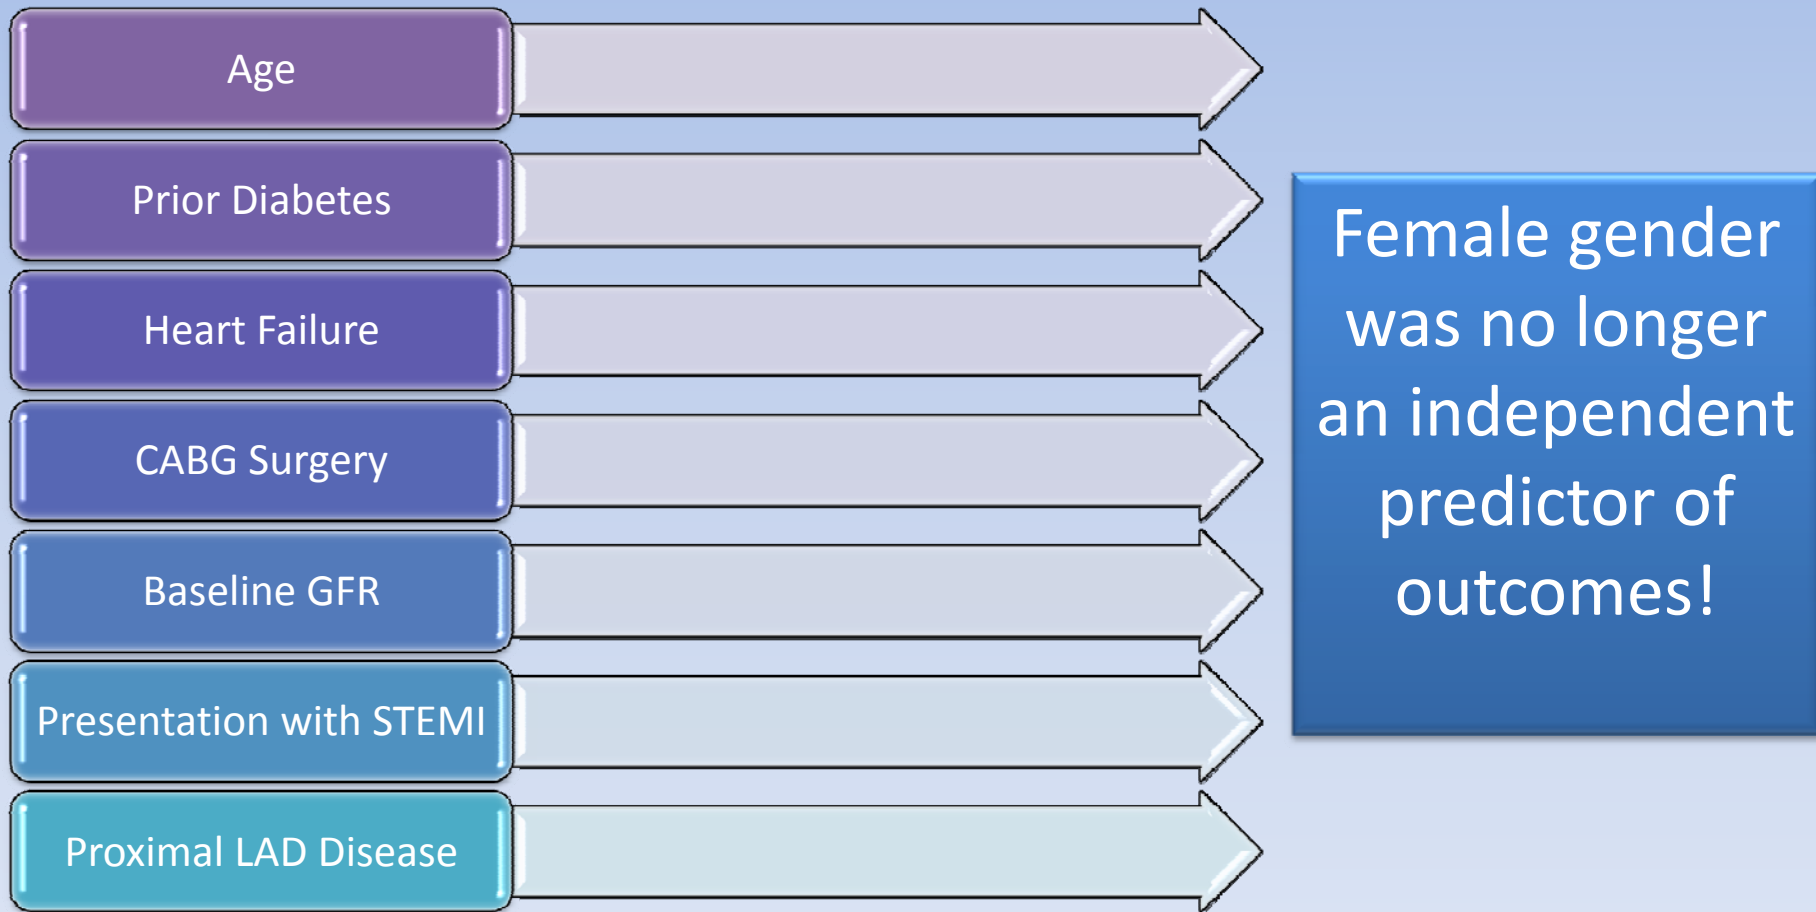 Age
Prior Diabetes
Heart Failure
CABG Surgery
Baseline GFR
Presentation with STEMI
Proximal LAD Disease
Female gender
was no longer
an independent
predictor of
outcomes!